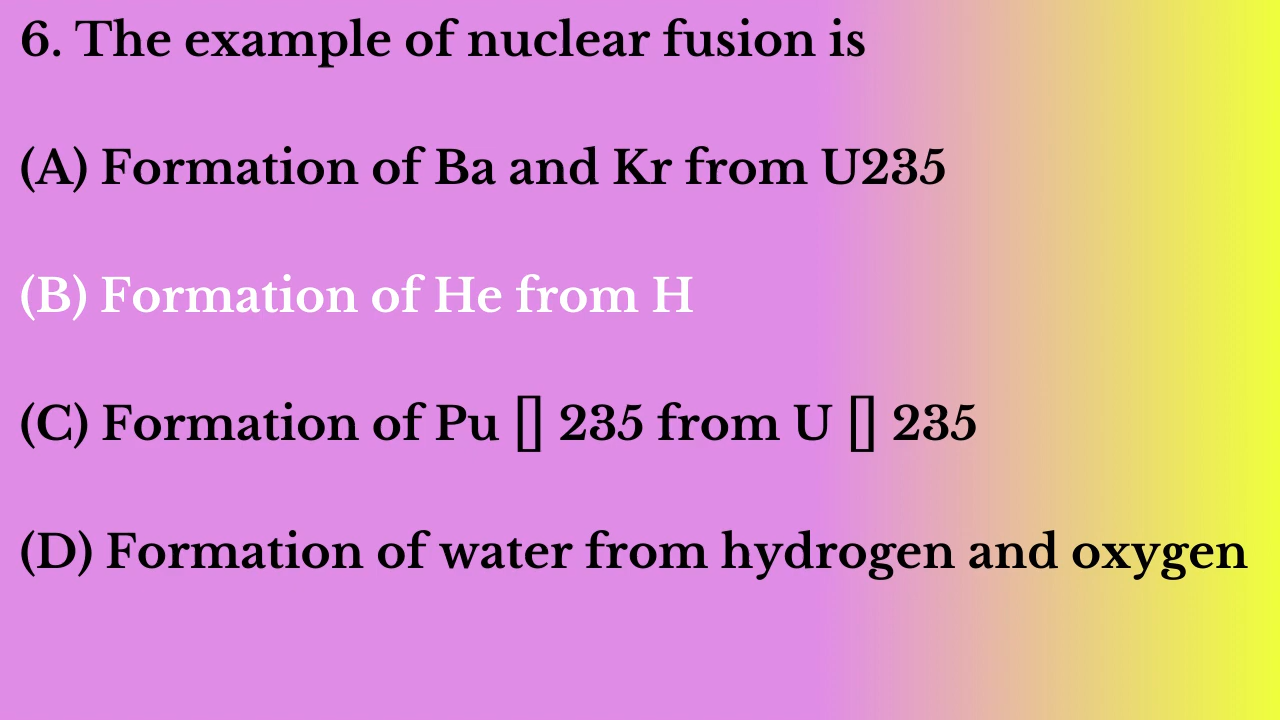 6. The example of nuclear fusion is
(A) Formation of Ba and Kr from U235
(B) Formation of He from H
(C) Formation of Pu [] 235 from U [] 235
(D) Formation of water from hydrogen and oxygen